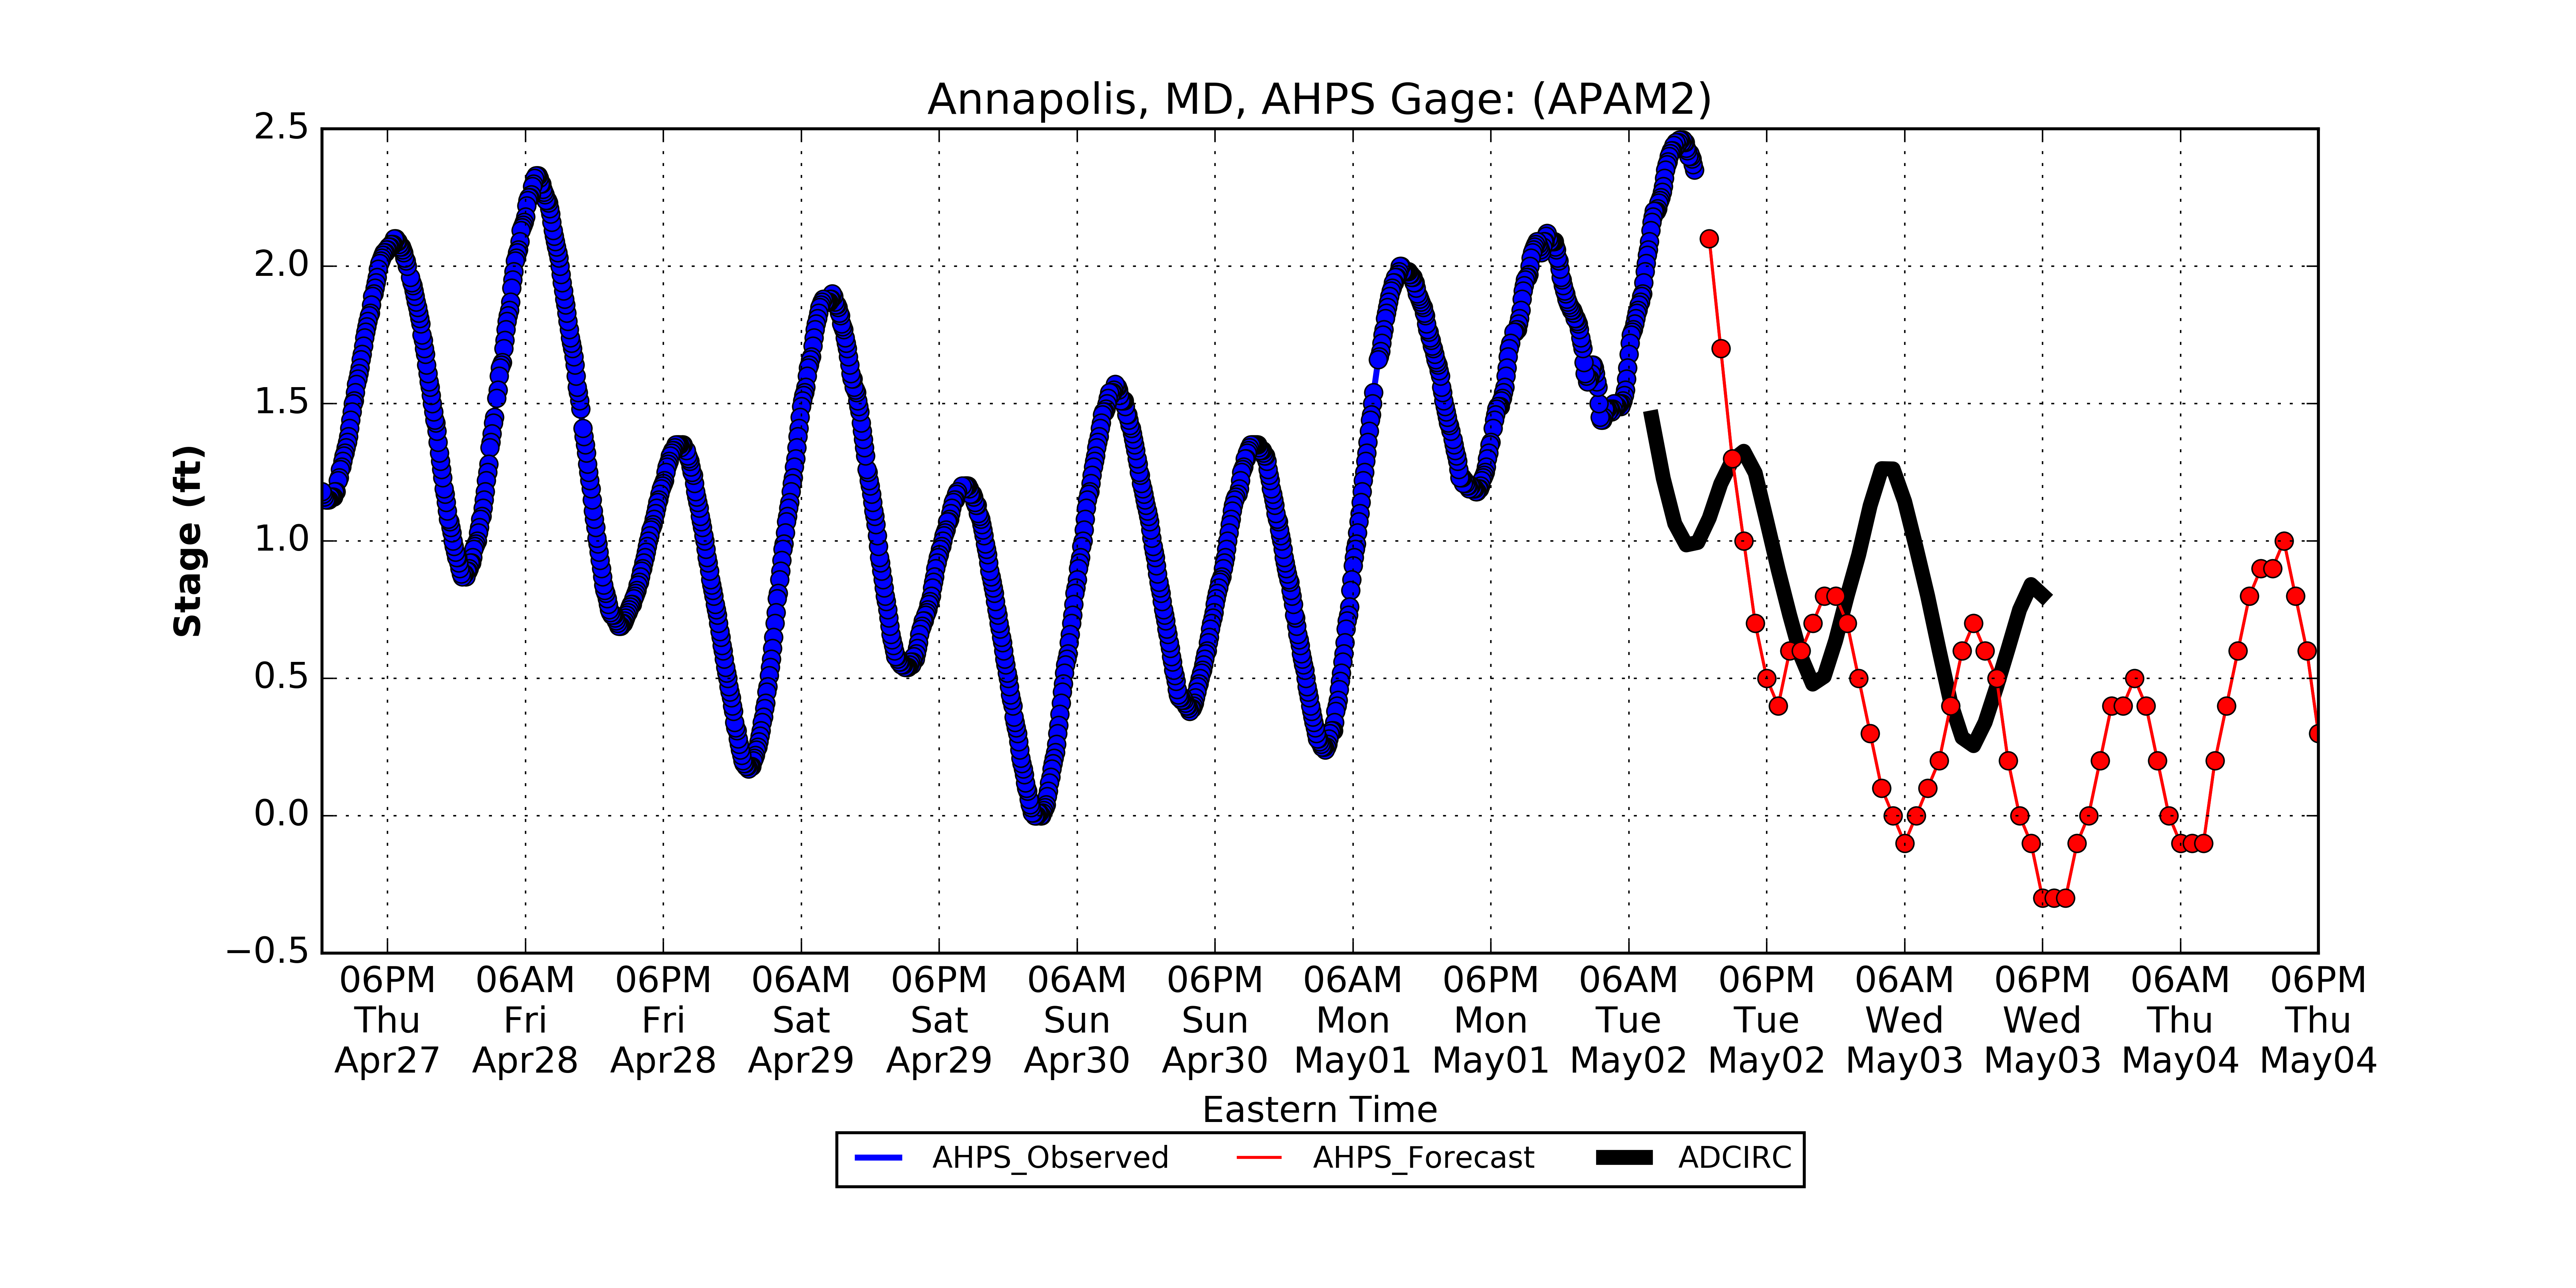 Annapolis, MD, AHPS Gage: (APAM2)
2.5
2.0
1.5
1.0
0.5
0.0
−0.5
Stage (ft)
06PM 06AM 06PM 06AM 06PM 06AM 06PM 06AM 06PM 06AM 06PM 06AM 06PM 06AM 06PM
Thu Fri Fri Sat Sat Sun Sun Mon Mon Tue Tue Wed Wed Thu Thu
Apr27 Apr28 Apr28 Apr29 Apr29 Apr30 Apr30 May01 May01 May02 May02 May03 May03 May04 May04
Eastern Time
AHPS_Observed AHPS_Forecast ADCIRC